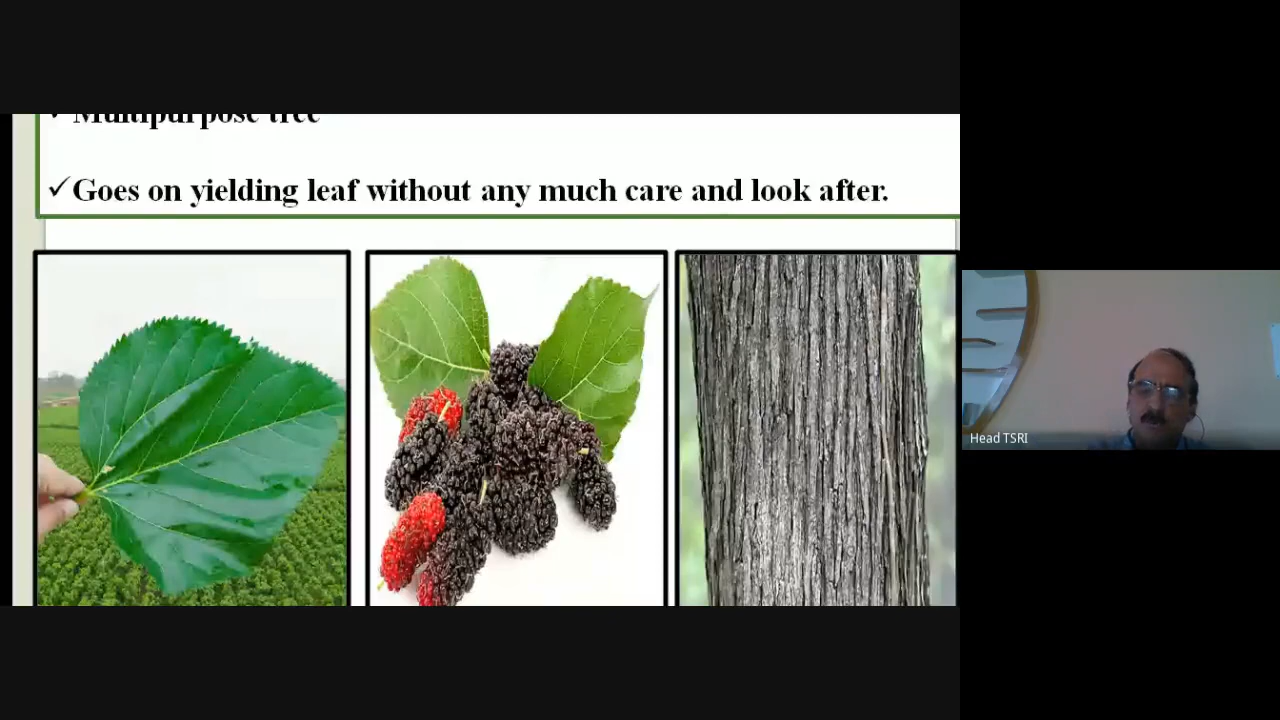 ✓ Multipurpose tree
✓Goes on yielding leaf without any much care and look after.
Head TSRI